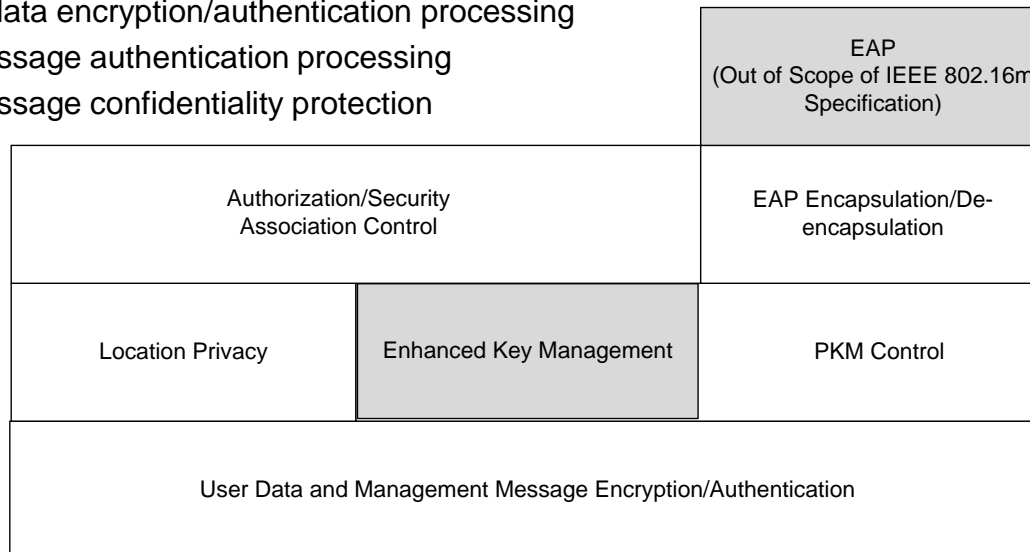 data encryption/authentication processing
ssage authentication processing
ssage confidentiality protection
EAP
(Out of Scope of IEEE 802.16m
Specification)
Authorization/Security
Association Control
EAP Encapsulation/De-
encapsulation
Location Privacy
Enhanced Key Management
PKM Control
User Data and Management Message Encryption/Authentication